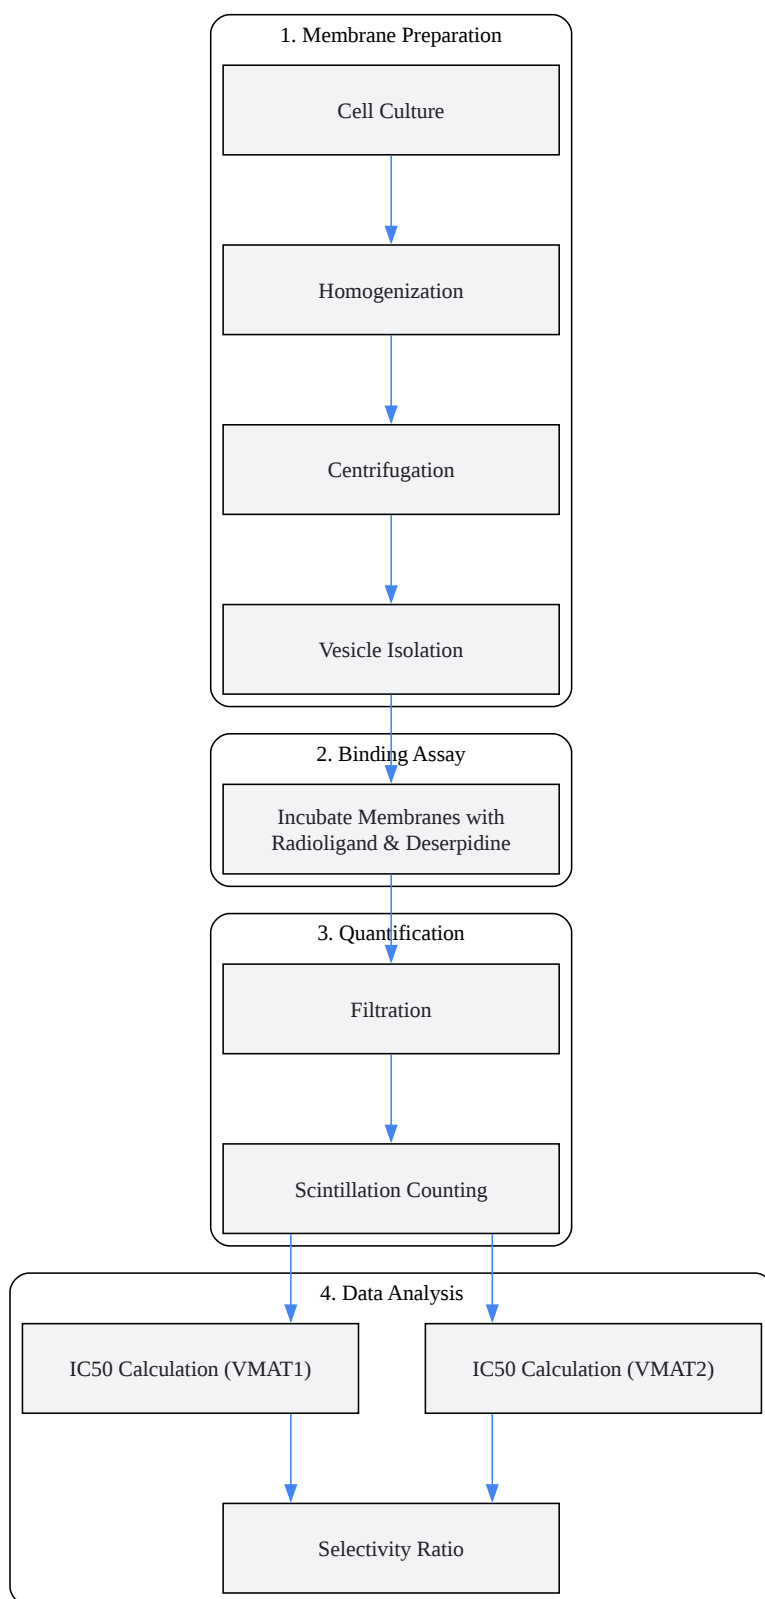 1. Membrane Preparation
Cell Culture
Homogenization
Centrifugation
Vesicle Isolation
2. Binding Assay
Incubate Membranes with
Radioligand & Deserpidine
3. Quantification
Filtration
Scintillation Counting
4. Data Analysis
IC50 Calculation (VMAT1)
IC50 Calculation (VMAT2)
Selectivity Ratio